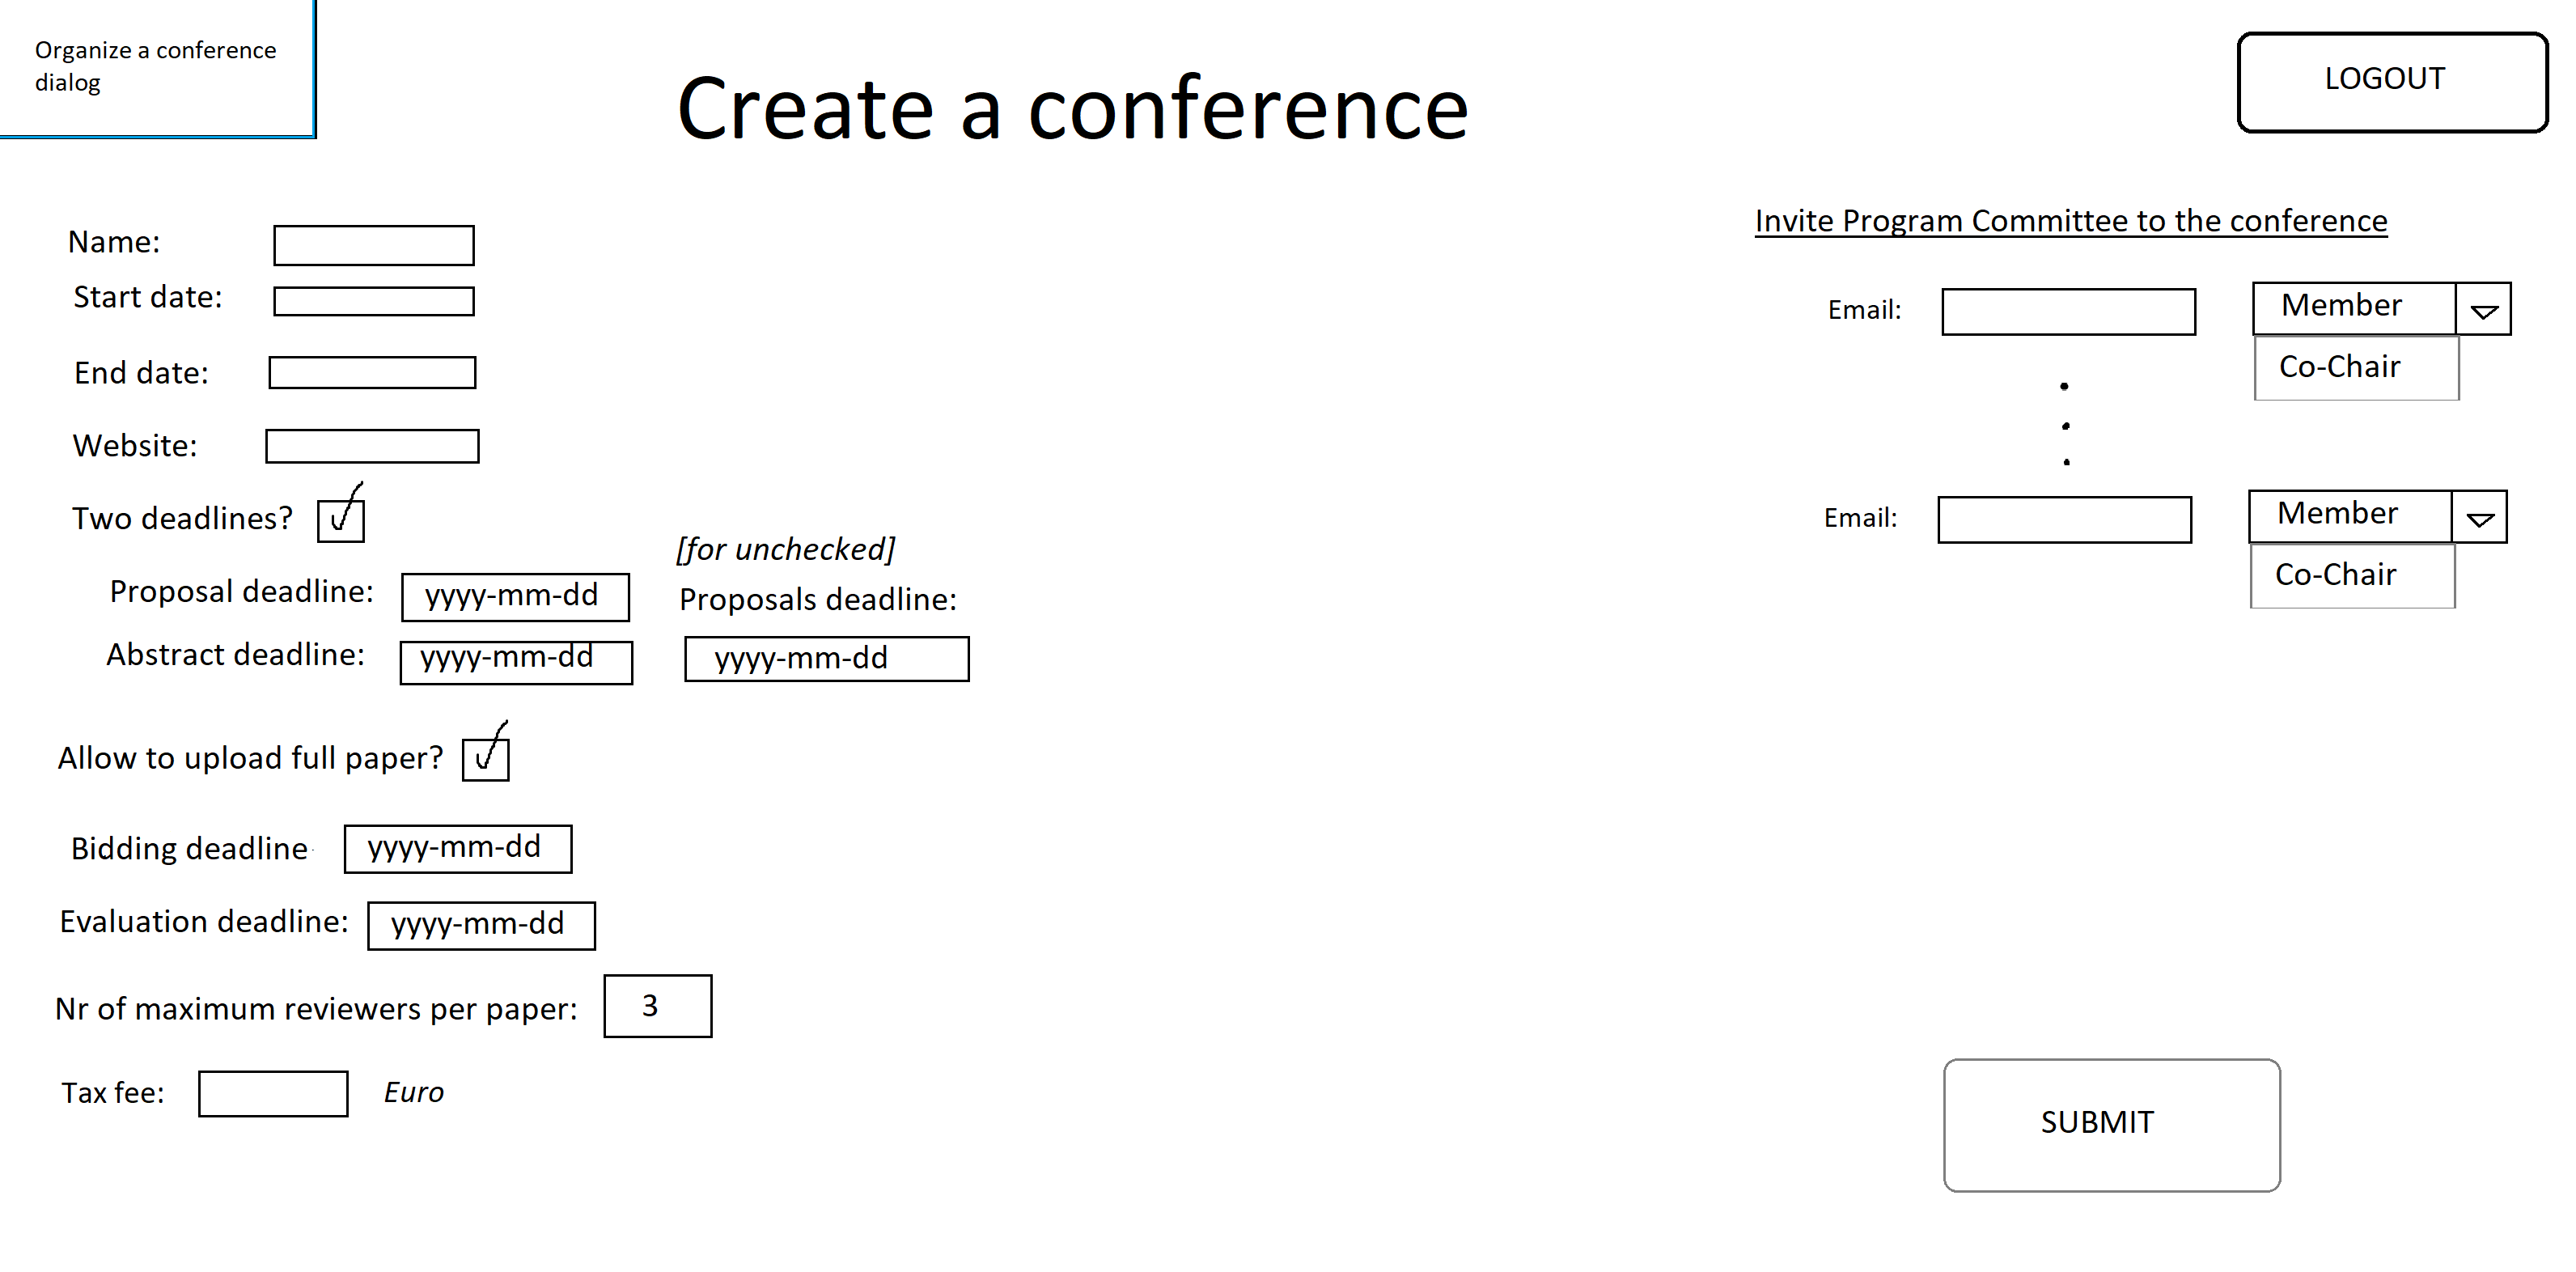 Organize a conference
dialog
Create a conference
LOGOUT
Name:
Start date:
End date:
Website:
Two deadlines?
[for unchecked]
Proposal deadline: yyyy-mm-dd
Proposals deadline:
Abstract deadline: yyyy-mm-dd
yyyy-mm-dd
Allow to upload full paper?
Bidding deadline yyyy-mm-dd
Evaluation deadline: yyyy-mm-dd
Nr of maximum reviewers per paper: 3
Tax fee: Euro
Invite Program Committee to the conference
Email: Member
Co-Chair
Email: Member
Co-Chair
SUBMIT